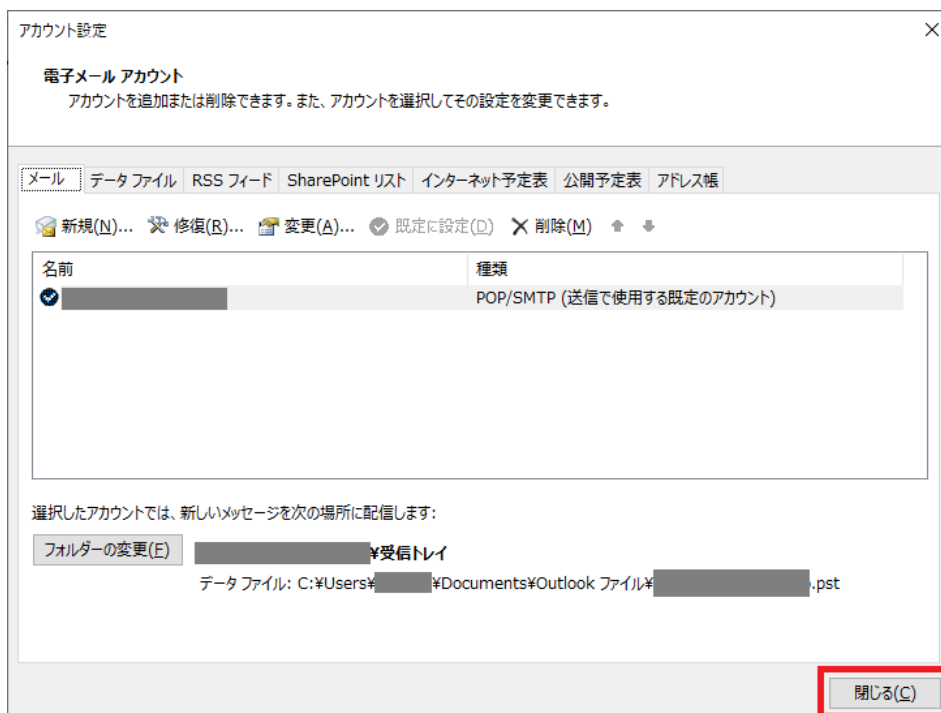 アカウント設定
電子メール アカウント
アカウントを追加または削除できます。また、アカウントを選択してその設定を変更できます。
メール データ ファイル RSS フィード SharePoint リスト インターネット予定表 公開予定表 アドレス帳
新規(N)... 修復(R)... 変更(A)... 既定に設定(D) 削除(M)
名前 種類
POP/SMTP (送信で使用する既定のアカウント)
選択したアカウントでは、新しいメッセージを次の場所に配信します:
フォルダーの変更(F) ¥受信トレイ
データ ファイル: C:¥Users¥ ¥Documents¥Outlook ファイル¥ .pst
閉じる(C)